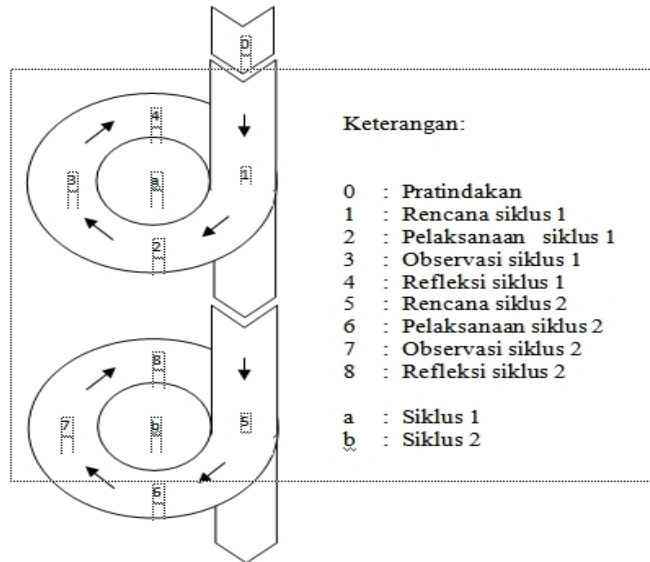 0
4
3
a
1
2
8
7
b
5
6
Keterangan:
0 : Pratindakan
1 : Rencana siklus 1
2 : Pelaksanaan siklus 1
3 : Observasi siklus 1
4 : Refleksi siklus 1
5 : Rencana siklus 2
6 : Pelaksanaan siklus 2
7 : Observasi siklus 2
8 : Refleksi siklus 2
a : Siklus 1
b : Siklus 2